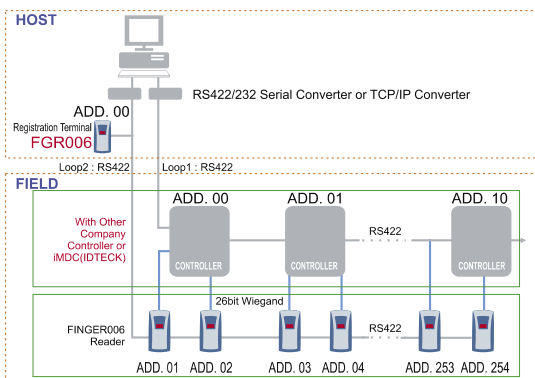 HOST
RS422/232 Serial Converter or TCP/IP Converter
ADD. 00
Registration Terminal
FGR006
Loop2 : RS422
Loop1 : RS422
FIELD
ADD. 00
ADD. 01
ADD. 10
With Other
Company
Controller or
iMDC(IDTECK)
RS422
CONTROLLER
CONTROLLER
CONTROLLER
26bit Wiegand
FINGER006
Reader
RS422
ADD. 01
ADD. 02
ADD. 03
ADD. 04
ADD. 253
ADD. 254